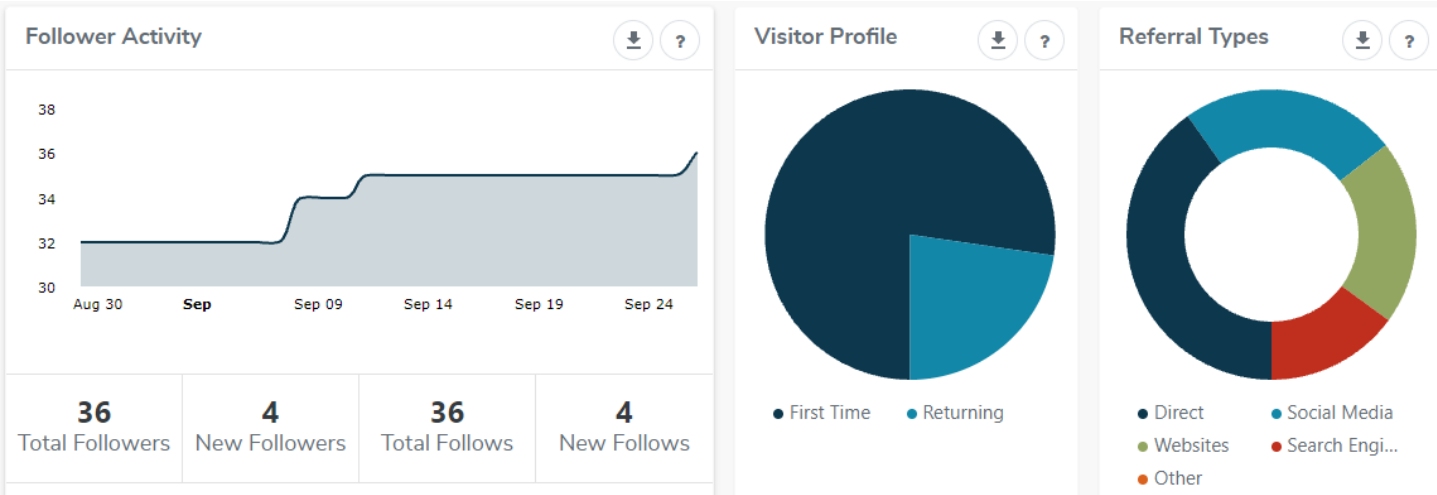 Follower Activity
?
38
36
34
32
30
Aug 30 Sep Sep 09 Sep 14 Sep 19 Sep 24
36 4 36 4
Total Followers New Followers Total Follows New Follows
Visitor Profile
?
First Time Returning
Referral Types
?
Direct Social Media
Websites Search Engi...
Other